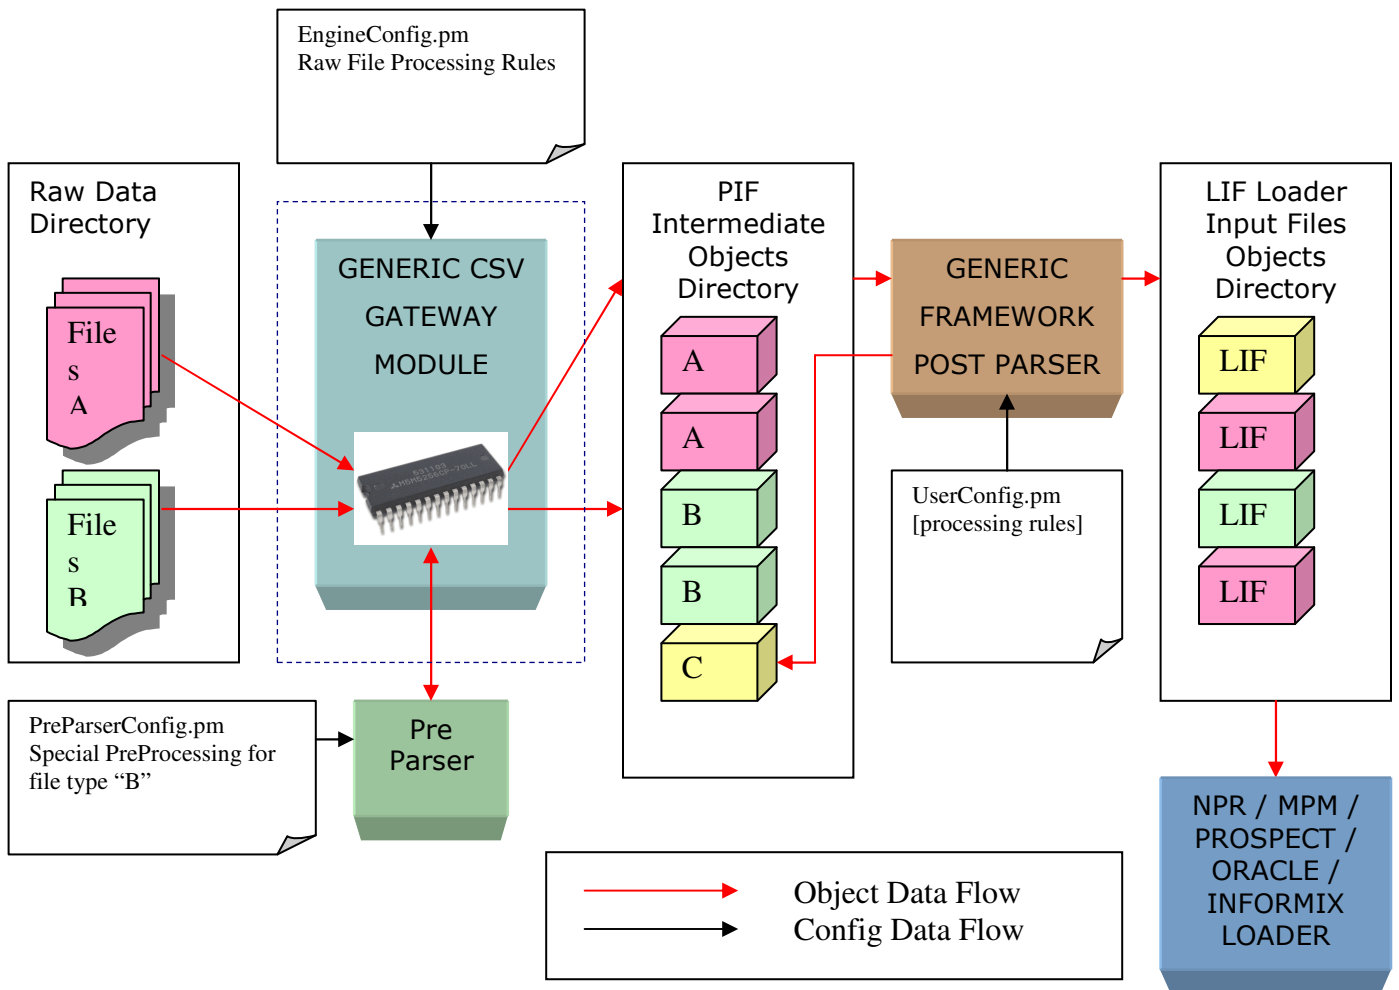 EngineConfig.pm
Raw File Processing Rules
Raw Data
Directory
File
s
A
File
s
B
GENERIC CSV
GATEWAY
MODULE
631103
M5M5256CP-70LL
PIF
Intermediate
Objects
Directory
A
A
B
B
C
GENERIC
FRAMEWORK
POST PARSER
UserConfig.pm
[processing rules]
LIF Loader
Input Files
Objects
Directory
LIF
LIF
LIF
LIF
PreParserConfig.pm
Special PreProcessing for
file type “B”
Pre
Parser
NPR / MPM /
PROSPECT /
ORACLE /
INFORMIX
LOADER
Object Data Flow
Config Data Flow